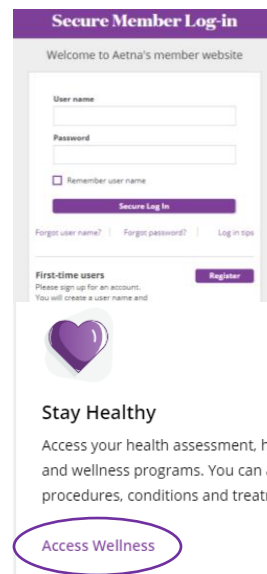 Secure Member Log-in
Welcome to Aetna's member website
User name
Password
Remember user name
Secure Log In
Forgot user name? | Forgot password? | Log in tips
First-time users
Register
Please sign up for an account.
You will create a user name and
Stay Healthy
Access your health assessment, h
and wellness programs. You can a
procedures, conditions and treat
Access Wellness